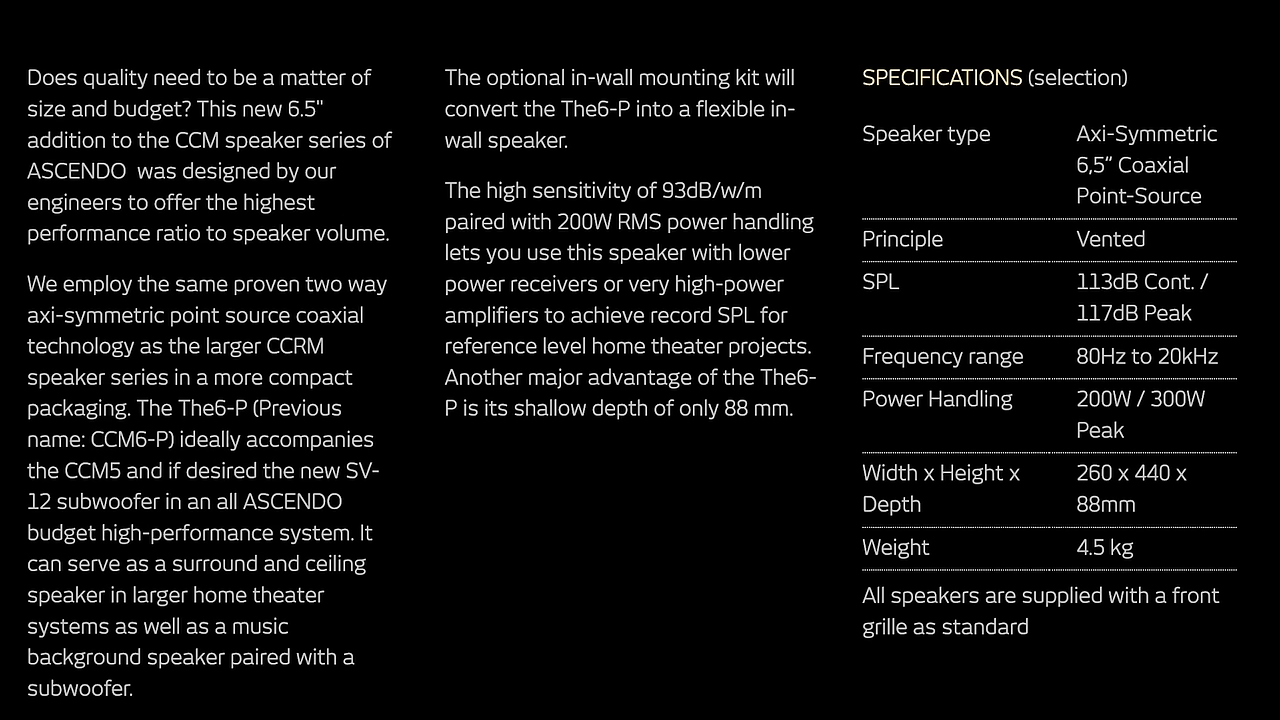 Does quality need to be a matter of
size and budget? This new 6.5"
addition to the CCM speaker series of
ASCENDO  was designed by our
engineers to offer the highest
performance ratio to speaker volume.
We employ the same proven two way
axi-symmetric point source coaxial
technology as the larger CCRM
speaker series in a more compact
packaging. The The6-P (Previous
name: CCM6-P) ideally accompanies
the CCM5 and if desired the new SV-
12 subwoofer in an all ASCENDO
budget high-performance system. It
can serve as a surround and ceiling
speaker in larger home theater
systems as well as a music
background speaker paired with a
subwoofer.
The optional in-wall mounting kit will
convert the The6-P into a flexible in-
wall speaker.
The high sensitivity of 93dB/w/m
paired with 200W RMS power handling
lets you use this speaker with lower
power receivers or very high-power
amplifiers to achieve record SPL for
reference level home theater projects.
Another major advantage of the The6-
P is its shallow depth of only 88 mm.
SPECIFICATIONS (selection)
Speaker type Axi-Symmetric
6,5“ Coaxial
Point-Source
Principle Vented
SPL 113dB Cont. /
117dB Peak
Frequency range 80Hz to 20kHz
Power Handling 200W / 300W
Peak
Width x Height x 260 x 440 x
Depth 88mm
Weight 4.5 kg
All speakers are supplied with a front
grille as standard